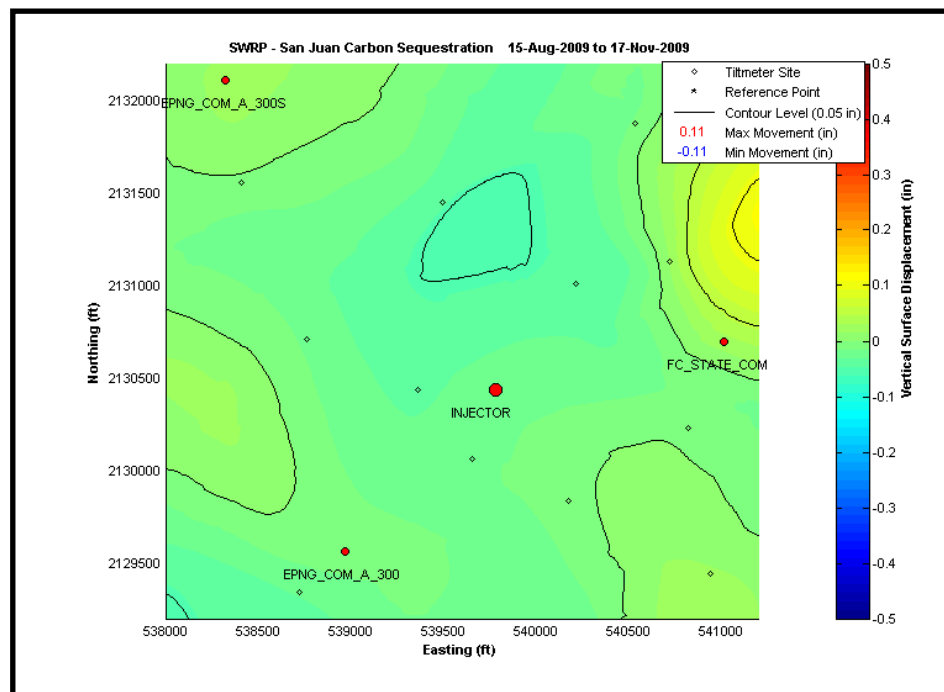 SWRP - San Juan Carbon Sequestration 15-Aug-2009 to 17-Nov-2009
Tiltmeter Site
Reference Point
Contour Level (0.05 in)
0.11 Max Movement (in)
-0.11 Min Movement (in)
EPNG_COM_A_300S
FC_STATE_COM
INJECTOR
EPNG_COM_A_300
Northing (ft)
2132000
2131500
2131000
2130500
2130000
2129500
538000 538500 539000 539500 540000 540500 541000
Easting (ft)
0.5
0.4
0.3
0.2
0.1
0
-0.1
-0.2
-0.3
-0.4
-0.5
Vertical Surface Displacement (in)